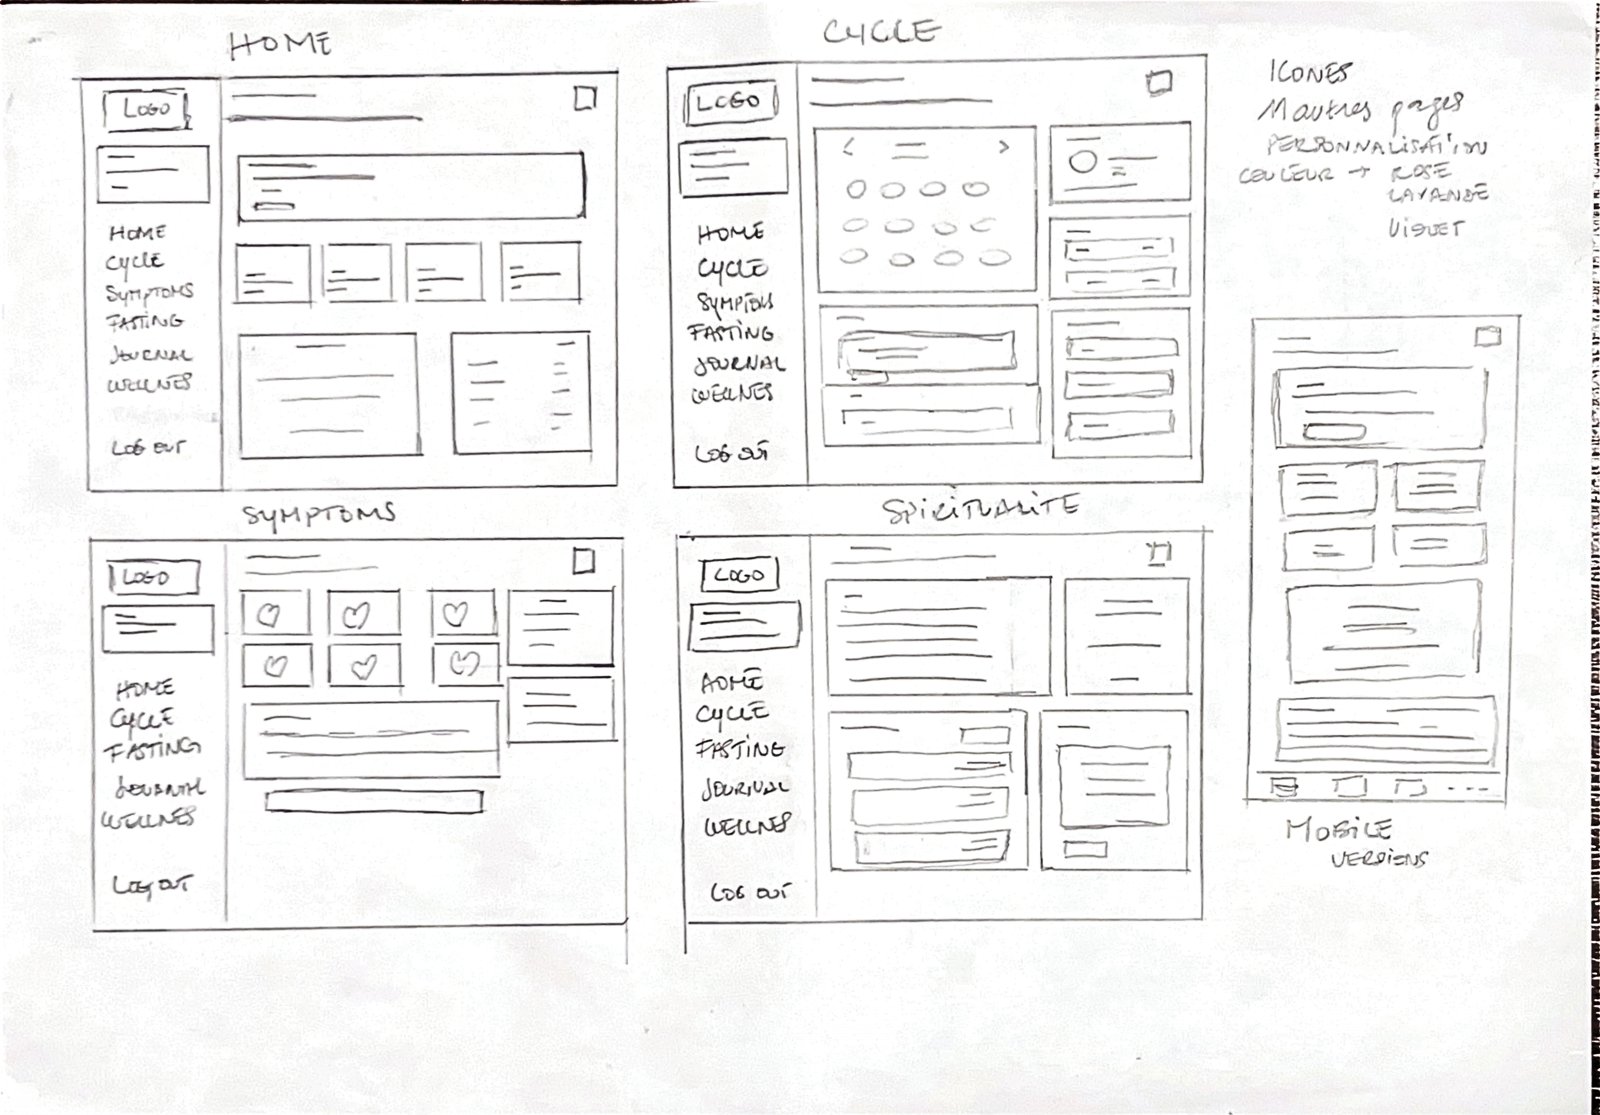 HOME
LOGO
HOME
CYCLE
SYMPTOMS
FASTING
JOURNAL
WELLNES
LOG OUT
CYCLE
LOGO
HOME
CYCLE
SYMPTOMS
FASTING
JOURNAL
WELLNES
LOG OUT
ICONES
autres pages
PERSONNALISATION
COULEUR → ROSE
LAVANDE
VIOLET
SYMPTOMS
LOGO
HOME
CYCLE
FASTING
JOURNAL
WELLNES
LOG OUT
SPIRITUALITE
LOGO
HOME
CYCLE
FASTING
JOURNAL
WELLNES
LOG OUT
MOBILE
VERSIONS